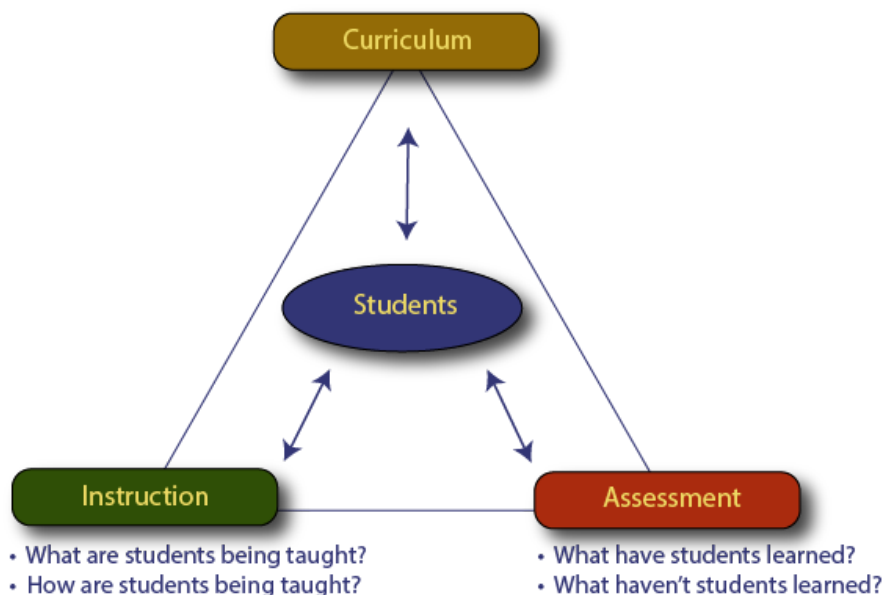 Curriculum
Students
Instruction
Assessment
• What are students being taught?
• How are students being taught?
• What have students learned?
• What haven't students learned?